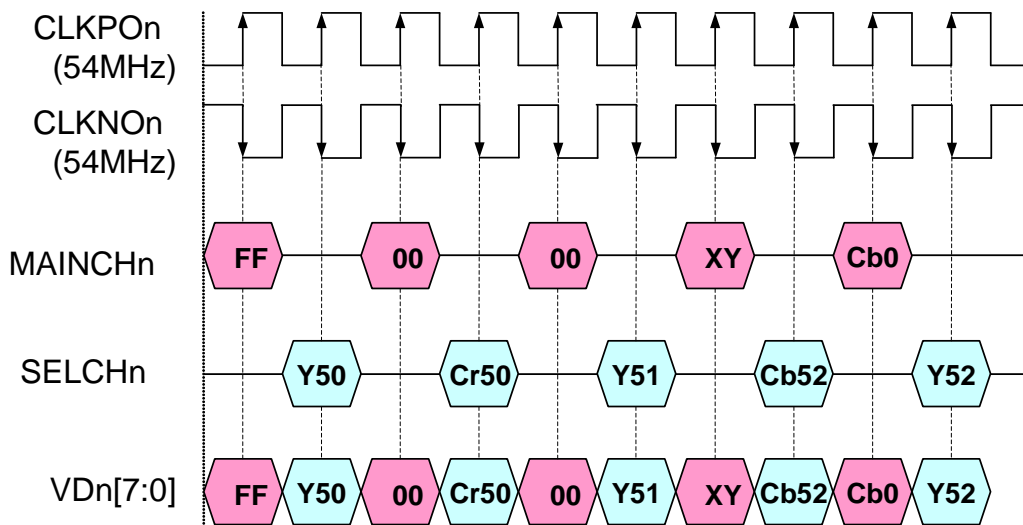 CLKPOn
(54MHz)
CLKNOn
(54MHz)
MAINCHn FF 00 00 XY Cb0
SELCHn Y50 Cr50 Y51 Cb52 Y52
VDn[7:0] FF Y50 00 Cr50 00 Y51 XY Cb52 Cb0 Y52